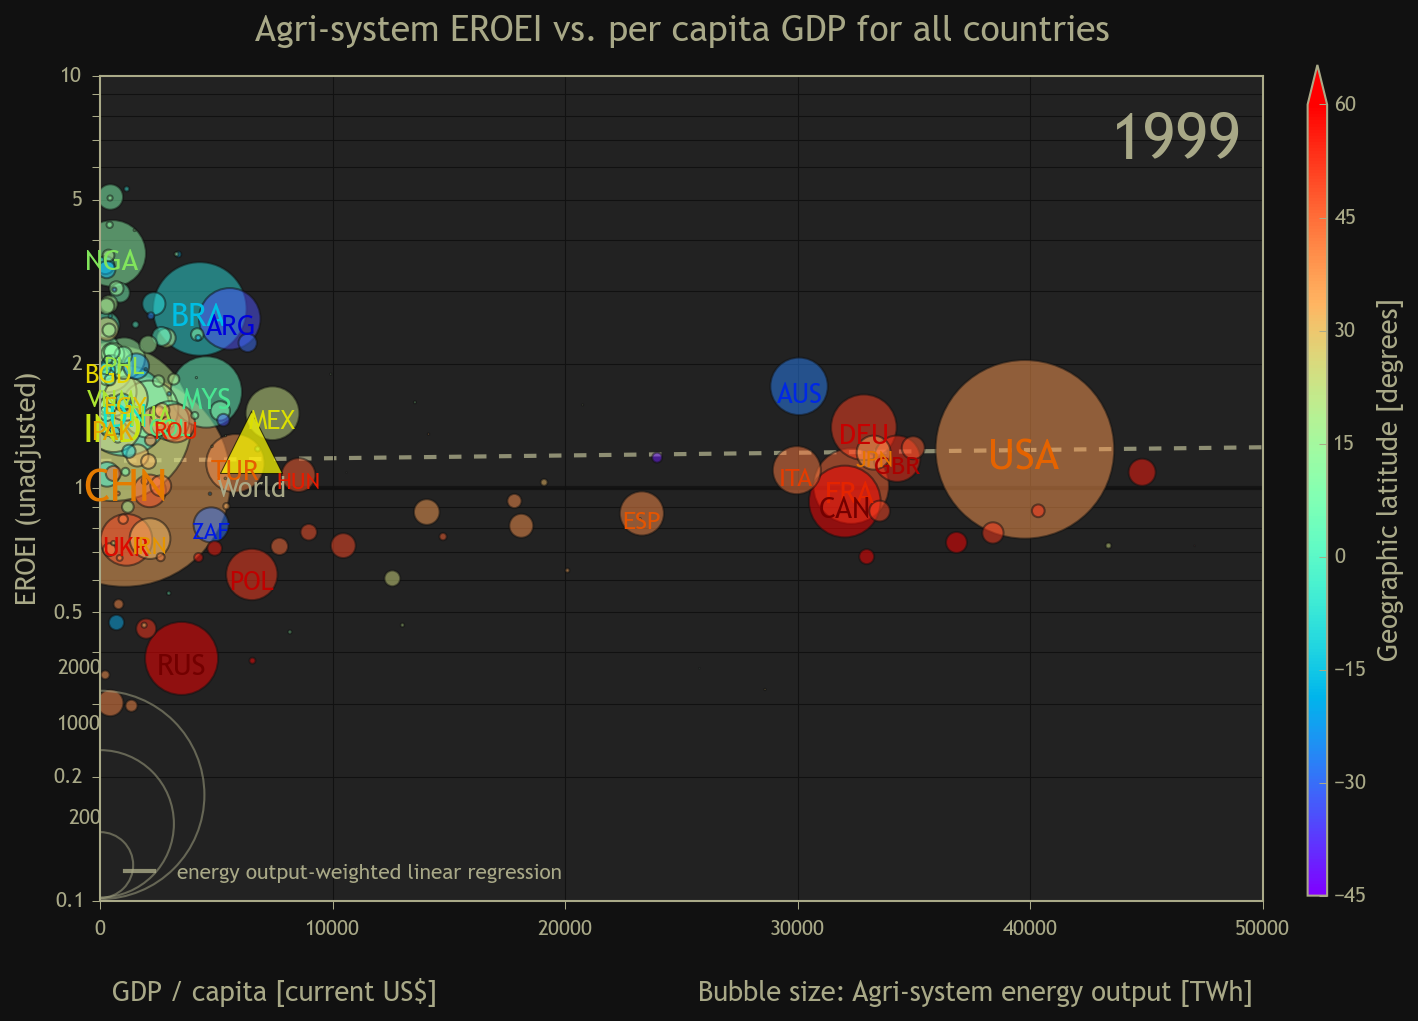 Agri-system EROEI vs. per capita GDP for all countries
1999
10
5
2
1
0.5
0.2
0.1
EROEI (unadjusted)
2000
1000
200
NGA
BRA
ARG
PHL
BGD
MYS
MEX
ROU
CHN
TUR
World
HUN
ZAF
UKR
IRN
POL
RUS
ESP
AUS
DEU
JPN
GBR
ITA
FRA
CAN
USA
energy output-weighted linear regression
0
10000
20000
30000
40000
50000
GDP / capita [current US$]
Bubble size: Agri-system energy output [TWh]
60
45
30
15
0
−15
−30
−45
Geographic latitude [degrees]